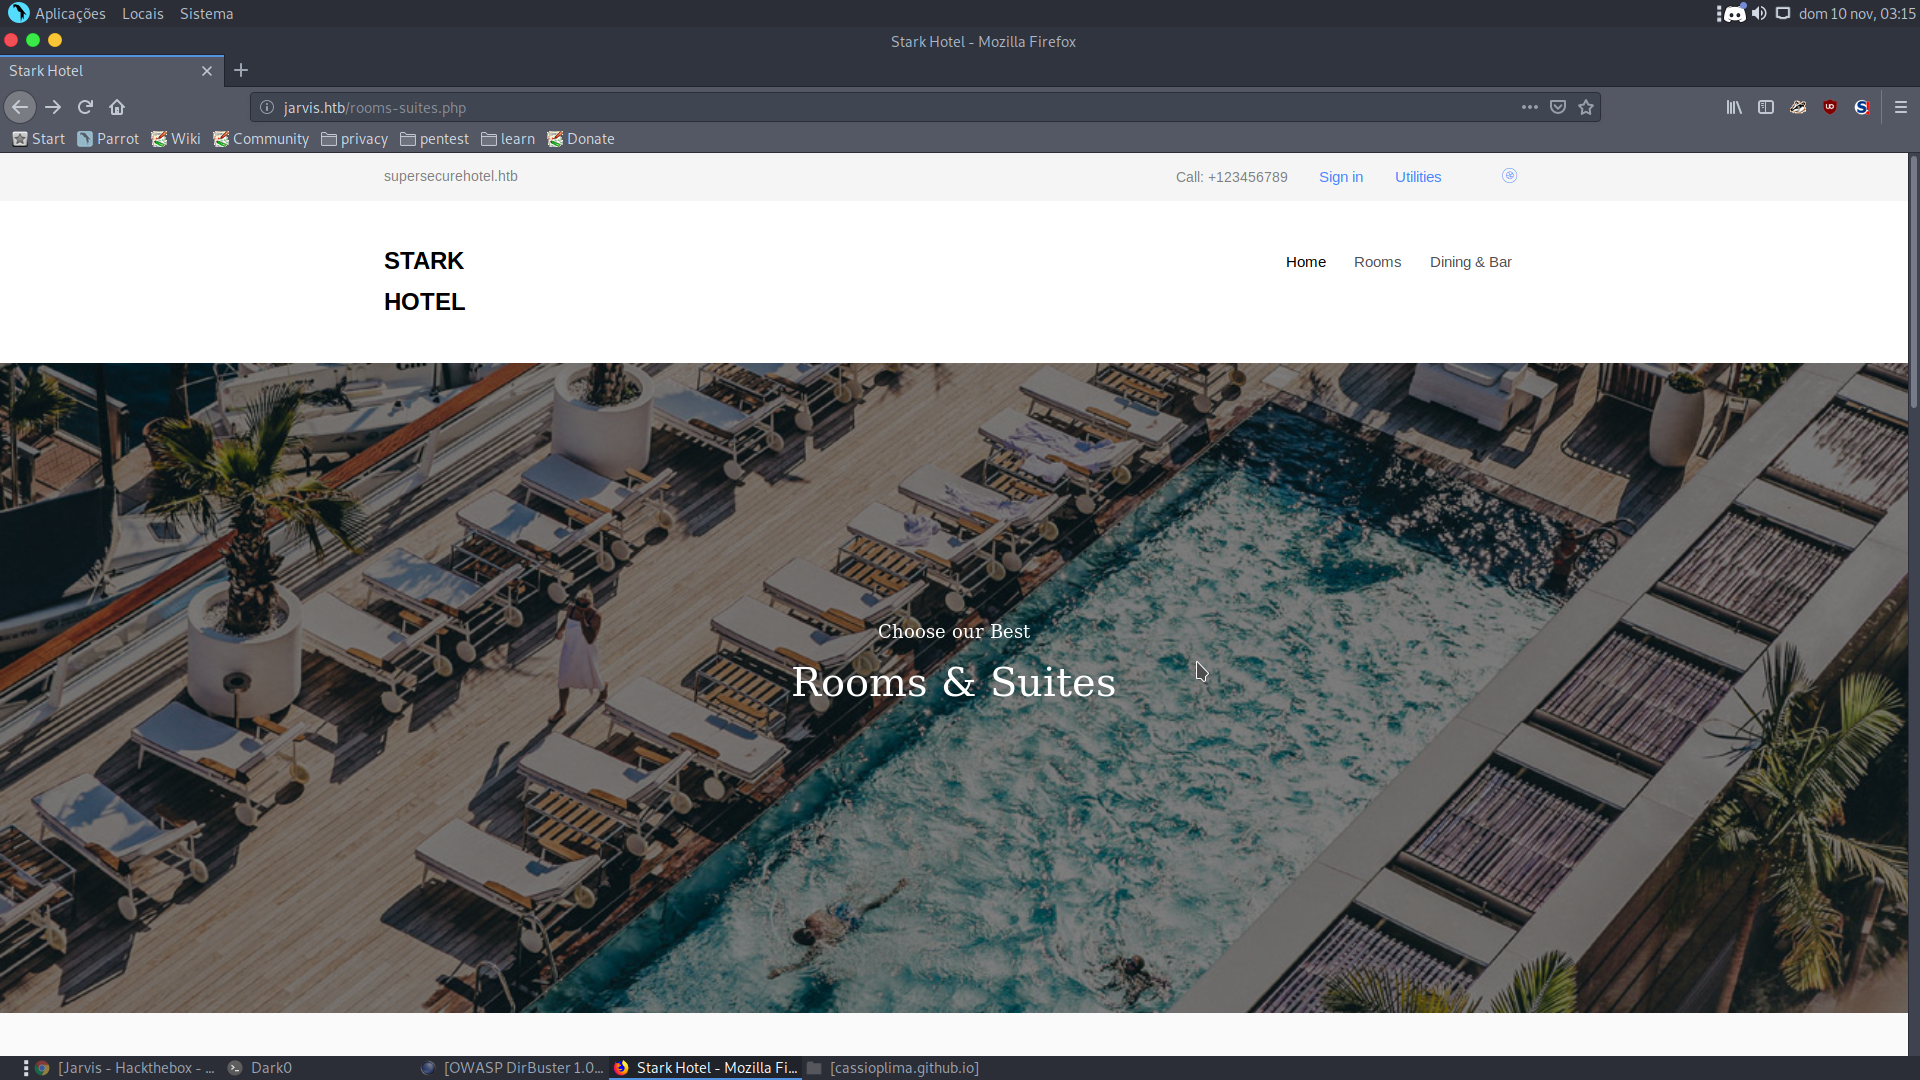 Aplicações Locais Sistema dom 10 nov, 03:15
Stark Hotel - Mozilla Firefox
Stark Hotel
jarvis.htb/rooms-suites.php
Start Parrot Wiki Community privacy pentest learn Donate
supersecurehotel.htb Call: +123456789 Sign in Utilities
STARK
HOTEL
Home Rooms Dining & Bar
Choose our Best
Rooms & Suites
[Jarvis - Hackthebox - ... Dark0 [OWASP DirBuster 1.0... Stark Hotel - Mozilla Fi... [cassioplima.github.io]